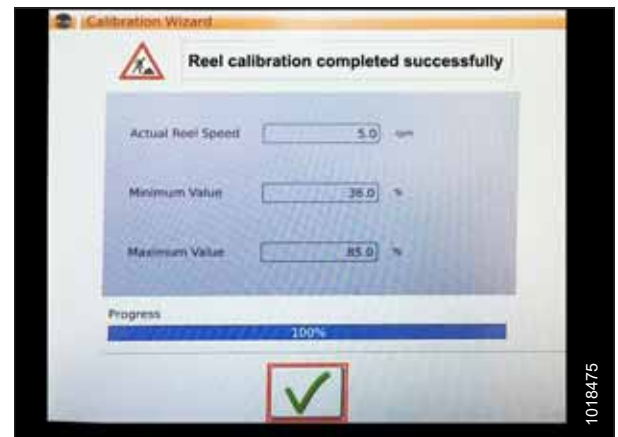 Calibration Wizard
Reel calibration completed successfully
Actual Reel Speed 5.0 rpm
Minimum Value 36.0 %
Maximum Value 85.0 %
Progress
100%
1018475